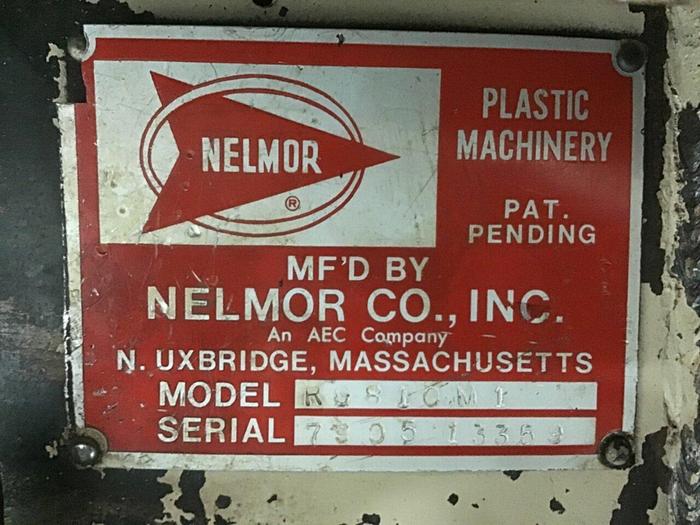 NELMOR
®
PLASTIC
MACHINERY
PAT.
PENDING
MF'D BY
NELMOR CO., INC.
An AEC Company
N. UXBRIDGE, MASSACHUSETTS
MODEL
SERIAL